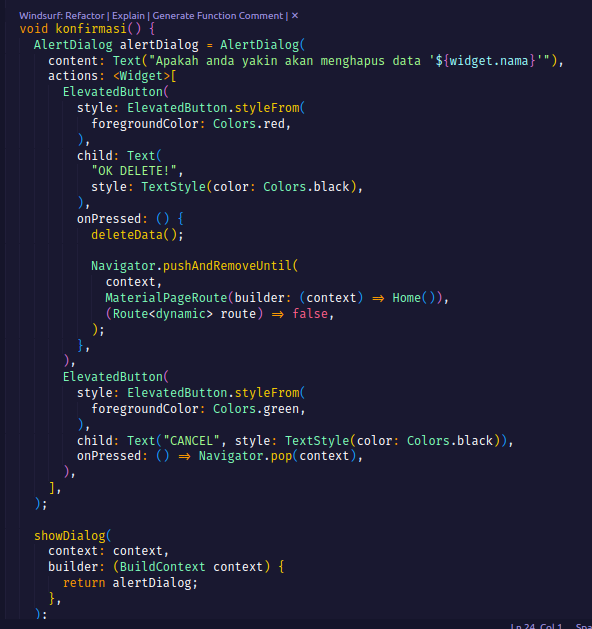 Windsurf: Refactor | Explain | Generate Function Comment | ×
void konfirmasi() {
  AlertDialog alertDialog = AlertDialog(
    content: Text("Apakah anda yakin akan menghapus data '${widget.nama}'"),
    actions: <Widget>[
      ElevatedButton(
        style: ElevatedButton.styleFrom(
          foregroundColor: Colors.red,
        ),
        child: Text(
          "OK DELETE!",
          style: TextStyle(color: Colors.black),
        ),
        onPressed: () {
          deleteData();

          Navigator.pushAndRemoveUntil(
            context,
            MaterialPageRoute(builder: (context) => Home()),
            (Route<dynamic> route) => false,
          );
        },
      ),
      ElevatedButton(
        style: ElevatedButton.styleFrom(
          foregroundColor: Colors.green,
        ),
        child: Text("CANCEL", style: TextStyle(color: Colors.black)),
        onPressed: () => Navigator.pop(context),
      ),
    ],
  );

  showDialog(
    context: context,
    builder: (BuildContext context) {
      return alertDialog;
    },
  );
Ln 24, Col 1